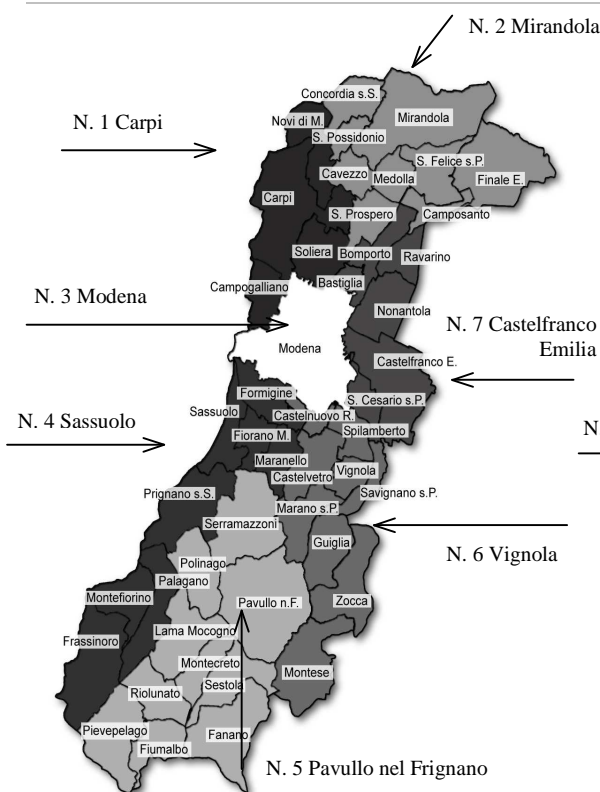 N. 2 Mirandola
Concordia s.S.
N. 1 Carpi
Novi di M.
Mirandola
S. Possidonio
S. Felice s.P.
Cavezzo
Medolla
Finale E.
Carpi
S. Prospero
Camposanto
Soliera
Bomporto
Ravarino
Campogalliano
Bastiglia
N. 3 Modena
Nonantola
N. 7 Castelfranco
Emilia
Modena
Castelfranco E.
Formigine
S. Cesario s.P.
Sassuolo
Castelnuovo R.
N. 4 Sassuolo
Fiorano M.
Spilamberto
N
Maranello
Vignola
Castelvetro
Prignano s.S.
Savignano s.P.
Marano s.P.
Serramazzoni
Guiglia
N. 6 Vignola
Polinago
Palagano
Montefiorino
Pavullo n.F.
Zocca
Lama Mocogno
Frassinoro
Montecreto
Montese
Sestola
Riolunato
Pievepelago
Fanano
Fiumalbo
N. 5 Pavullo nel Frignano